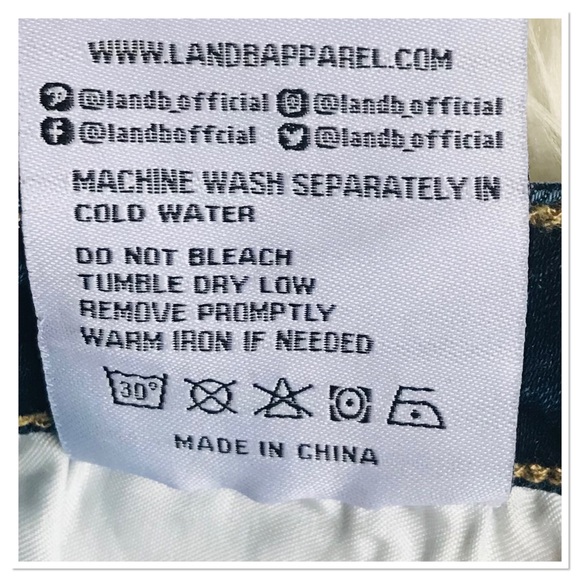 WWW.LANDBAPPAREL.COM
@landb_official @landb_official
@landboffcial @landb_official
MACHINE WASH SEPARATELY IN
COLD WATER
DO NOT BLEACH
TUMBLE DRY LOW
REMOVE PROMPTLY
WARM IRON IF NEEDED
30°
MADE IN CHINA